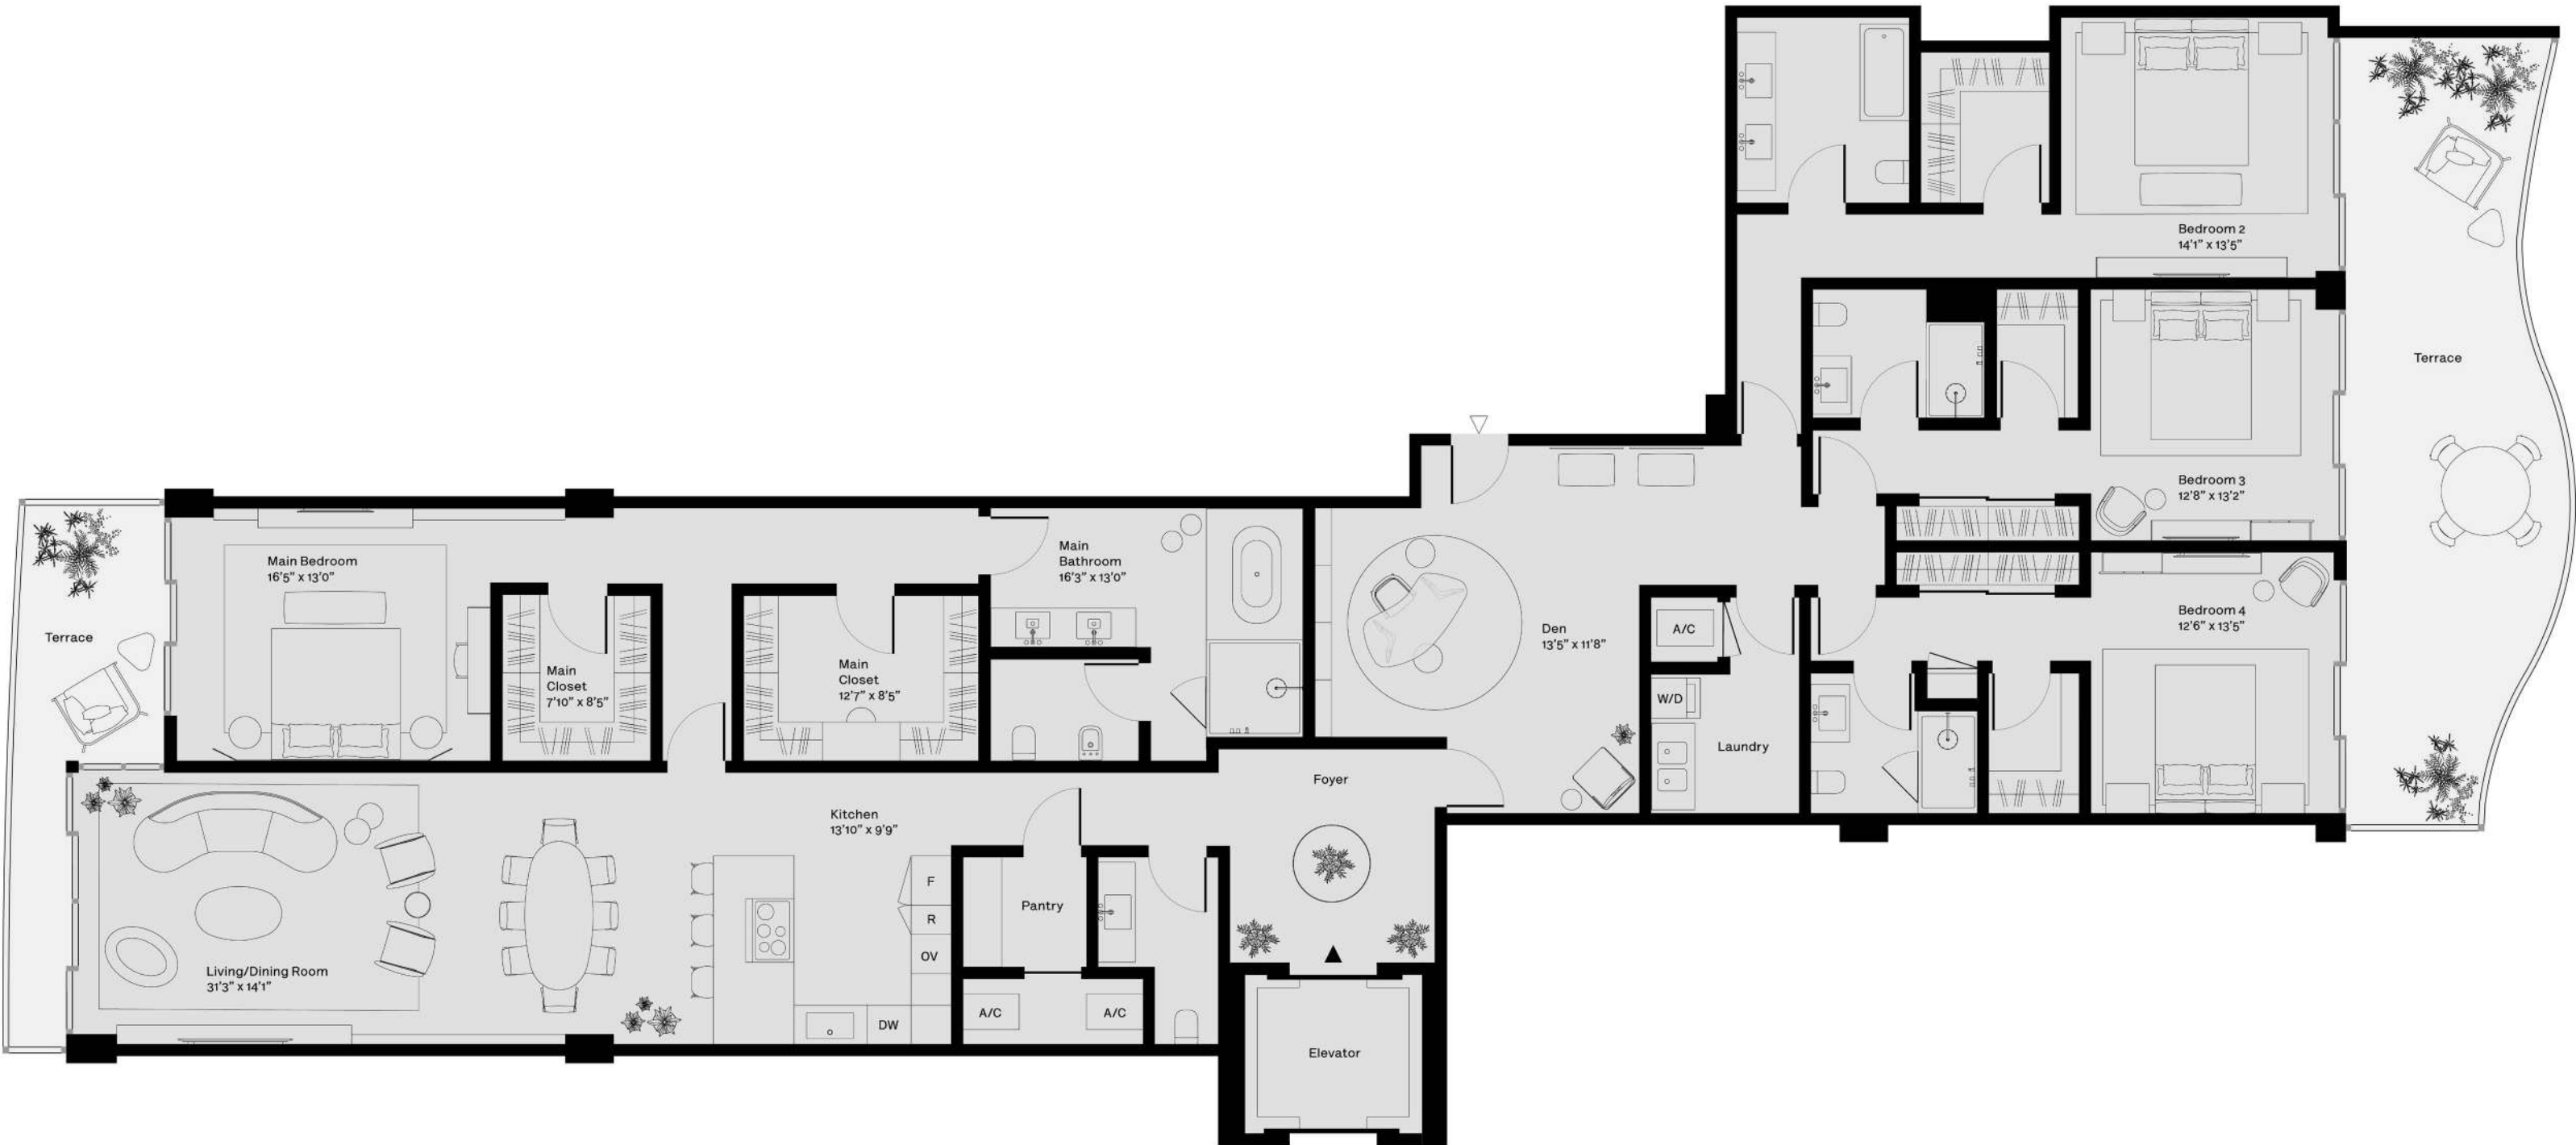 Bedroom 2
14'1" x 13'5"
Terrace
Bedroom 3
12'8" x 13'2"
Main Bedroom
16'5" x 13'0"
Main
Bathroom
16'3" x 13'0"
Terrace
Den
13'5" x 11'8"
A/C
Bedroom 4
12'6" x 13'5"
Main
Closet
7'10" x 8'5"
Main
Closet
12'7" x 8'5"
W/D
Laundry
Foyer
Kitchen
13'10" x 9'9"
F
R
OV
Pantry
Living/Dining Room
31'3" x 14'1"
DW
A/C
A/C
Elevator